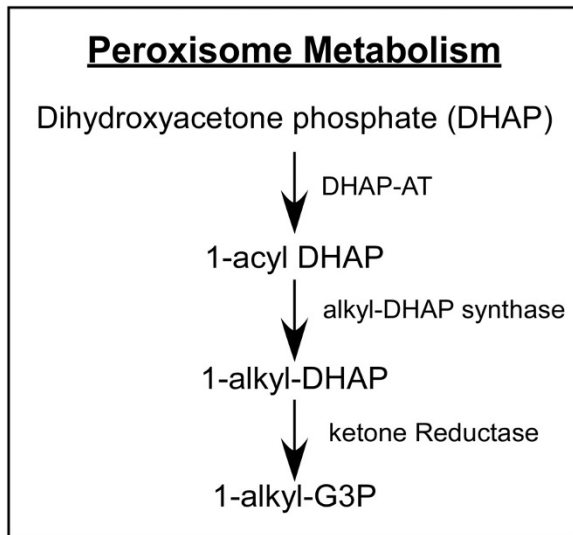 Peroxisome Metabolism
Dihydroxyacetone phosphate (DHAP)
DHAP-AT
1-acyl DHAP
alkyl-DHAP synthase
1-alkyl-DHAP
ketone Reductase
1-alkyl-G3P